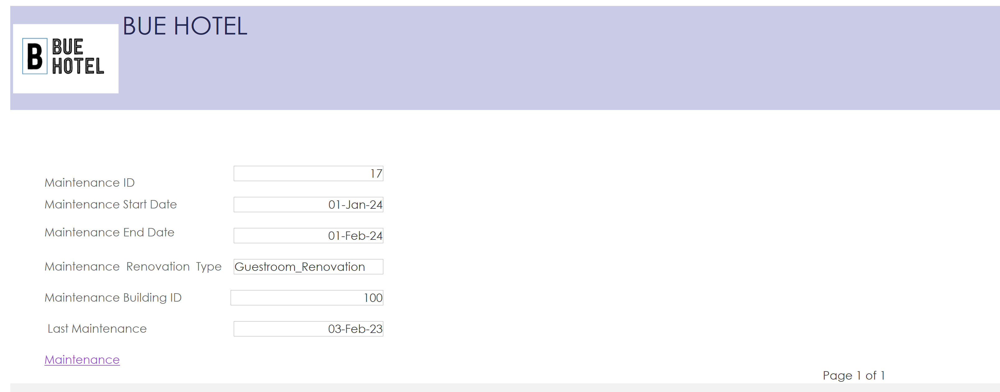 BUE HOTEL
B BUE
HOTEL
Maintenance ID 17
Maintenance Start Date 01-Jan-24
Maintenance End Date 01-Feb-24
Maintenance Renovation Type Guestroom_Renovation
Maintenance Building ID 100
Last Maintenance 03-Feb-23
Maintenance
Page 1 of 1